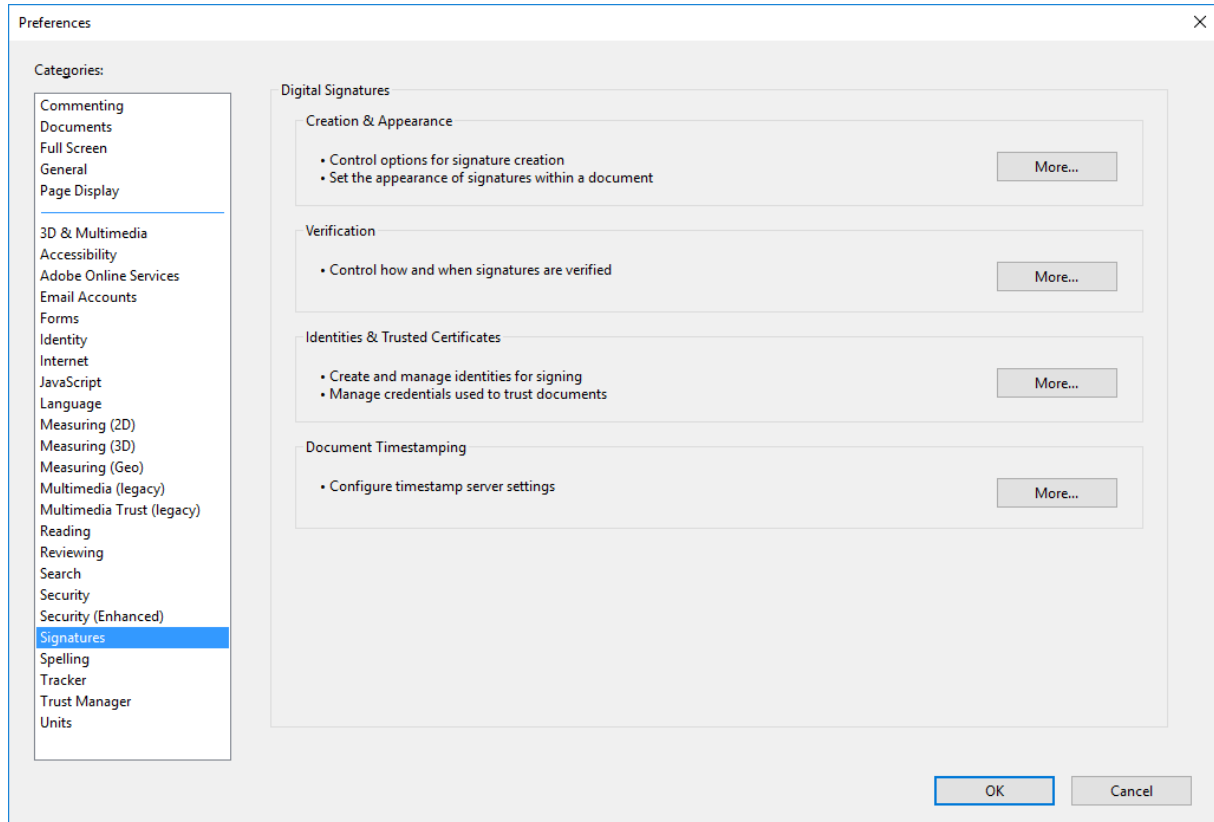 Preferences
Categories:
Commenting
Documents
Full Screen
General
Page Display
3D & Multimedia
Accessibility
Adobe Online Services
Email Accounts
Forms
Identity
Internet
JavaScript
Language
Measuring (2D)
Measuring (3D)
Measuring (Geo)
Multimedia (legacy)
Multimedia Trust (legacy)
Reading
Reviewing
Search
Security
Security (Enhanced)
Signatures
Spelling
Tracker
Trust Manager
Units
Digital Signatures
Creation & Appearance
• Control options for signature creation
• Set the appearance of signatures within a document
More...
Verification
• Control how and when signatures are verified
More...
Identities & Trusted Certificates
• Create and manage identities for signing
• Manage credentials used to trust documents
More...
Document Timestamping
• Configure timestamp server settings
More...
OK
Cancel